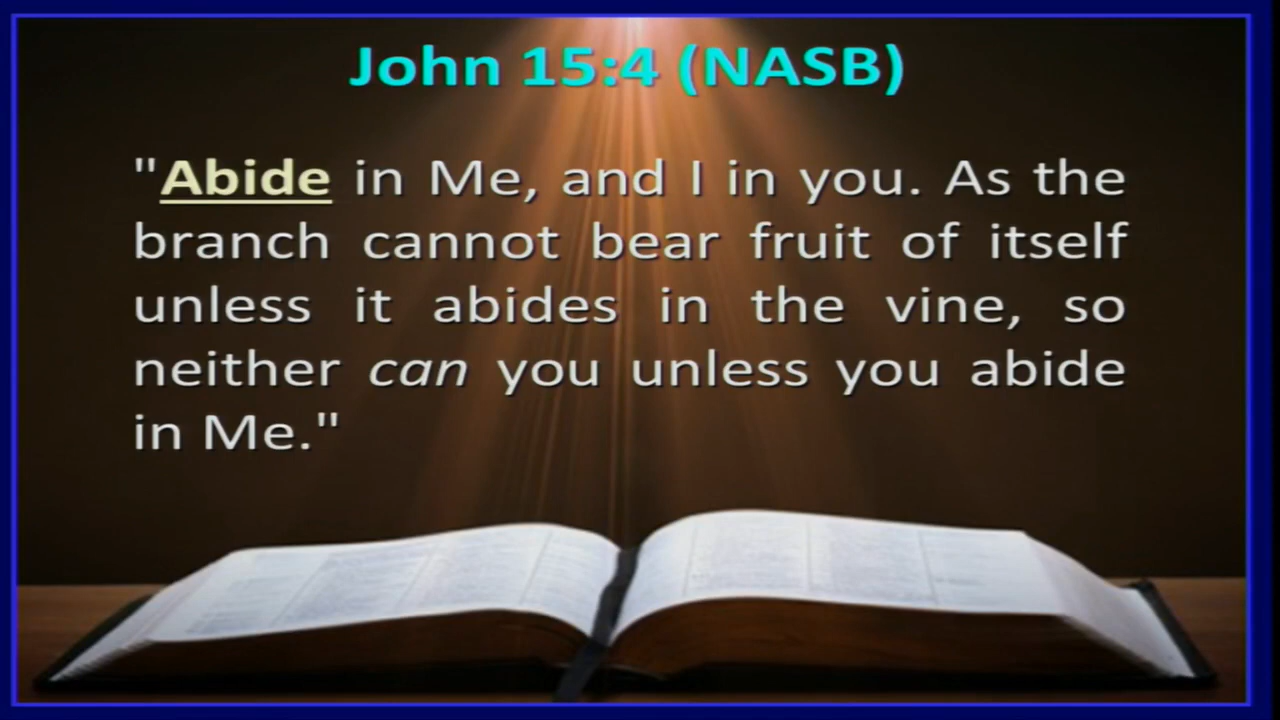 John 15:4 (NASB)
"Abide in Me, and I in you. As the
branch cannot bear fruit of itself
unless it abides in the vine, so
neither can you unless you abide
in Me."